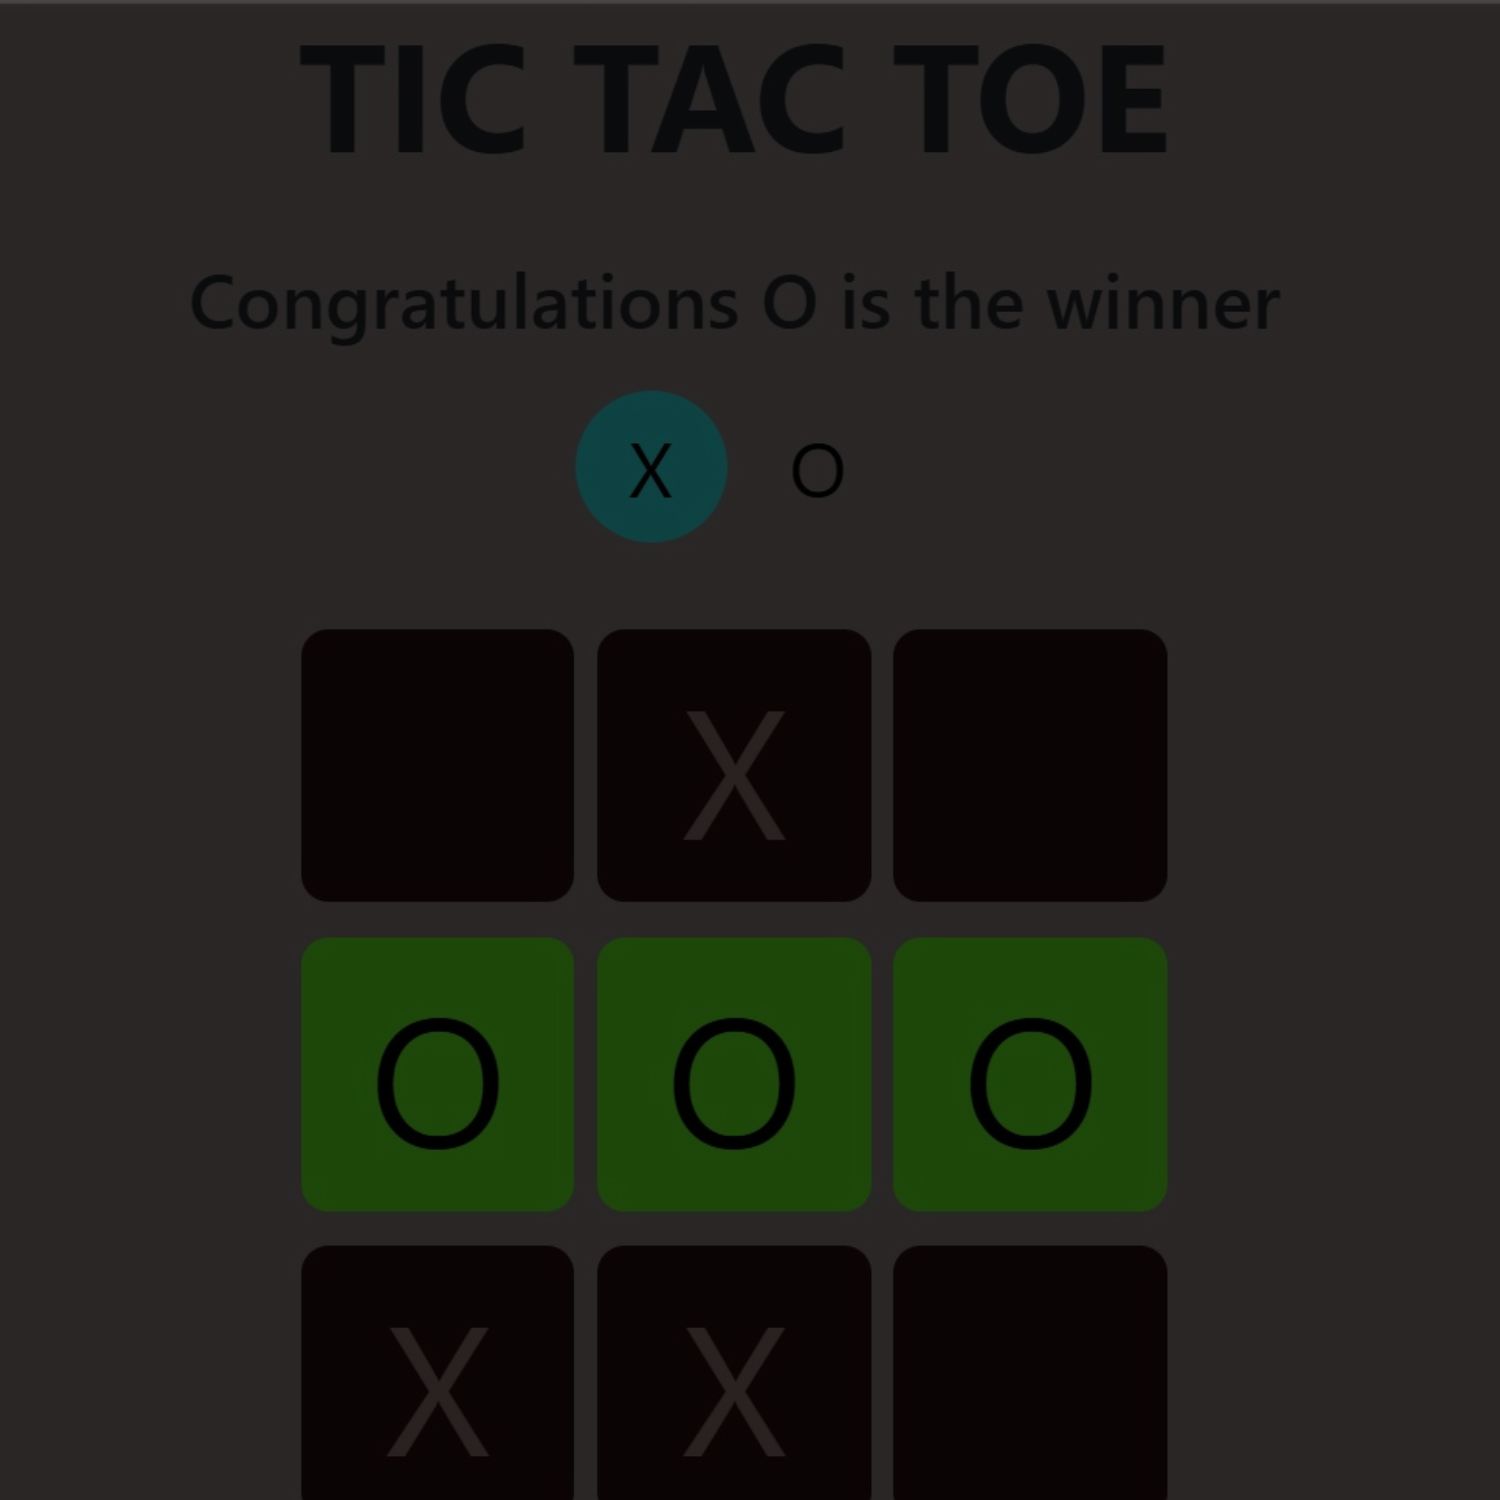 TIC TAC TOE
Congratulations O is the winner
X O
X
O O O
X X